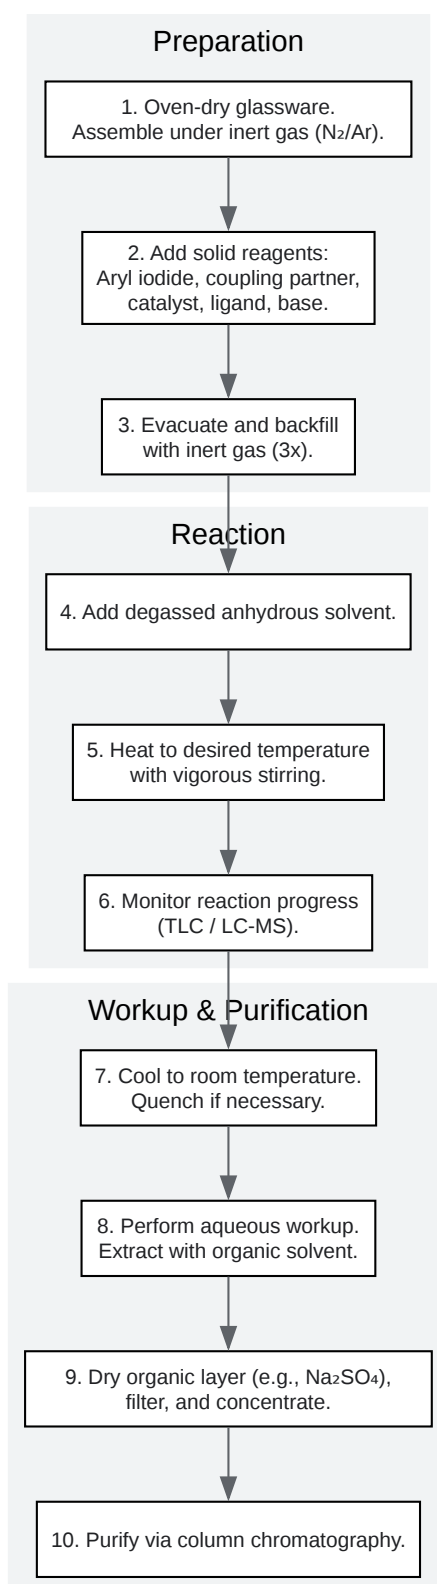 Preparation
1. Oven-dry glassware.
Assemble under inert gas (N₂/Ar).
2. Add solid reagents:
Aryl iodide, coupling partner,
catalyst, ligand, base.
3. Evacuate and backfill
with inert gas (3x).
Reaction
4. Add degassed anhydrous solvent.
5. Heat to desired temperature
with vigorous stirring.
6. Monitor reaction progress
(TLC / LC-MS).
Workup & Purification
7. Cool to room temperature.
Quench if necessary.
8. Perform aqueous workup.
Extract with organic solvent.
9. Dry organic layer (e.g., Na₂SO₄),
filter, and concentrate.
10. Purify via column chromatography.